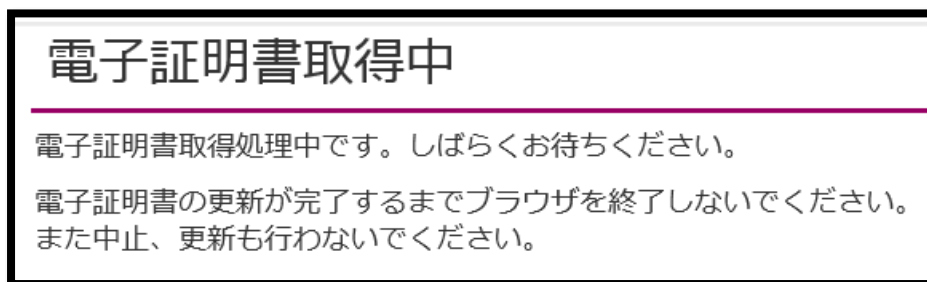 電子証明書取得中
電子証明書取得処理中です。しばらくお待ちください。
電子証明書の更新が完了するまでブラウザを終了しないでください。
また中止、更新も行わないでください。